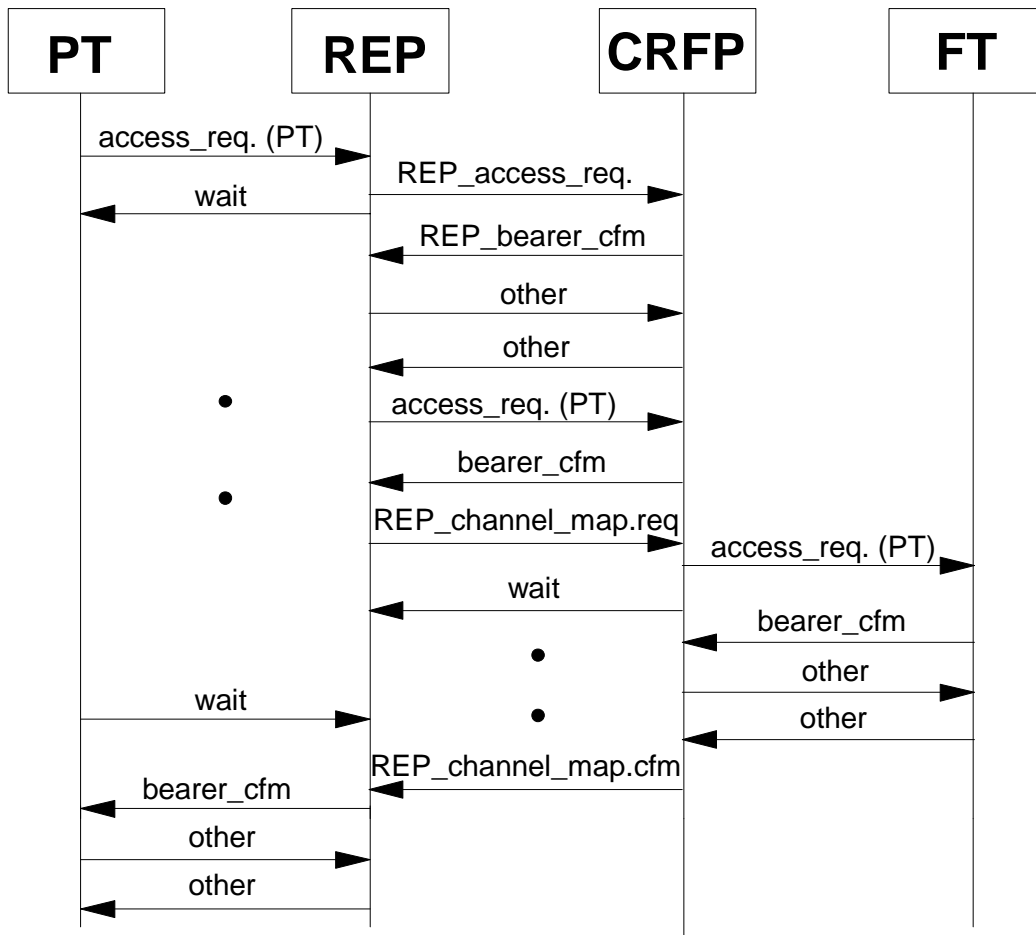 PT
REP
CRFP
FT
access_req. (PT)
REP_access_req.
wait
REP_bearer_cfm
other
other
access_req. (PT)
bearer_cfm
REP_channel_map.req
access_req. (PT)
wait
bearer_cfm
other
wait
other
REP_channel_map.cfm
bearer_cfm
other
other